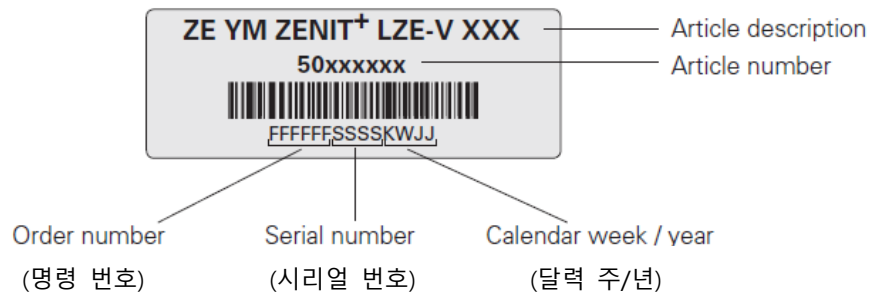 ZE YM ZENIT+ LZE-V XXX
Article description
50xxxxxx
Article number
FFFFFFSSSSKWJJ
Order number
Serial number
Calendar week / year
(명령 번호)
(시리얼 번호)
(달력 주/년)